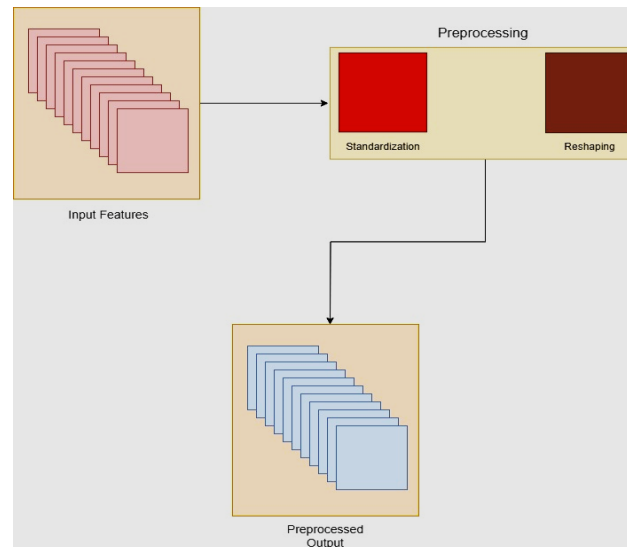 Preprocessing
Standardization
Reshaping
Input Features
Preprocessed
Output